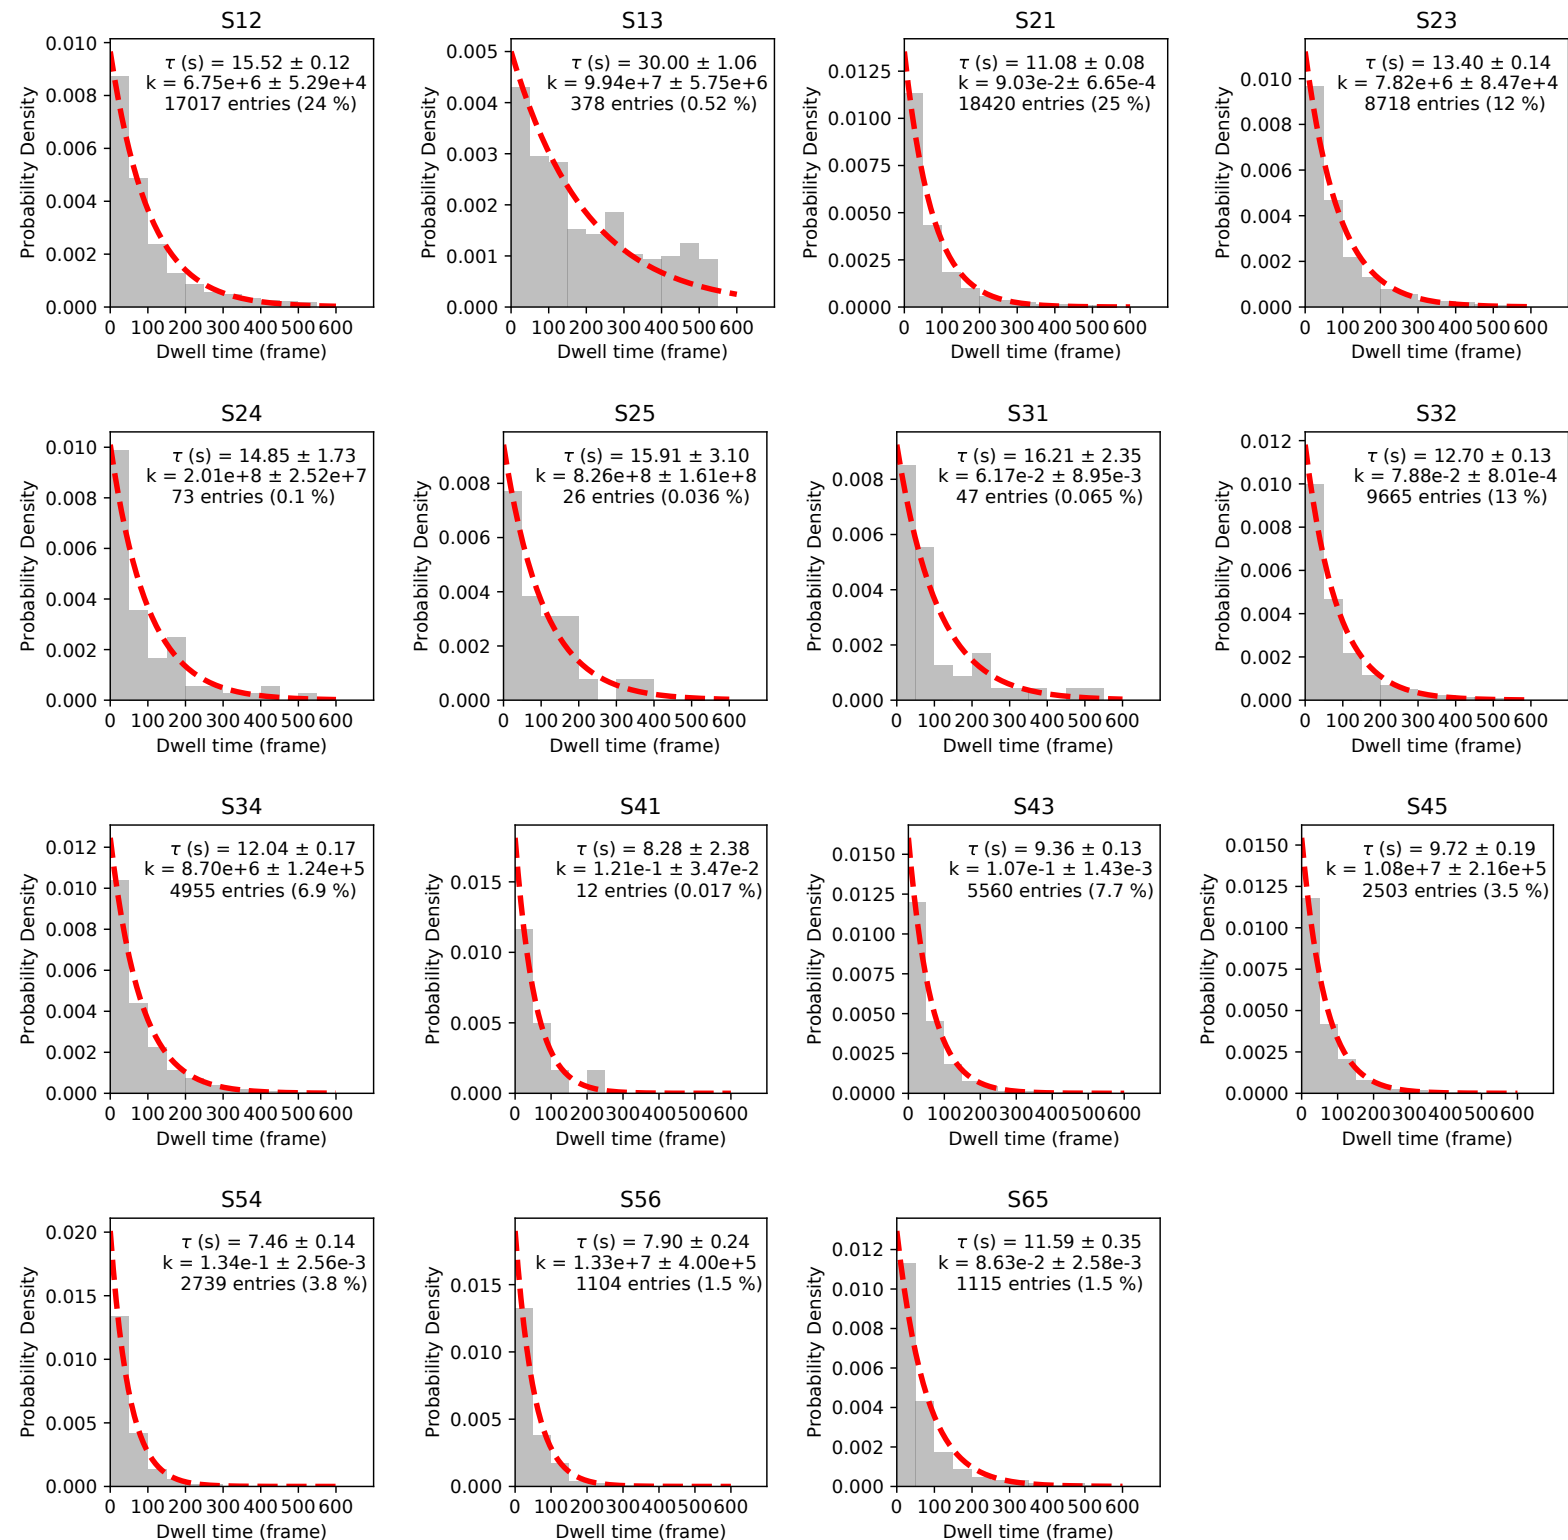 S12
τ (s) = 15.52 ± 0.12
k = 6.75e+6 ± 5.29e+4
17017 entries (24 %)
Probability Density
0.010
0.008
0.006
0.004
0.002
0.000
0 100 200 300 400 500 600
Dwell time (frame)
S13
τ (s) = 30.00 ± 1.06
k = 9.94e+7 ± 5.75e+6
378 entries (0.52 %)
Probability Density
0.005
0.004
0.003
0.002
0.001
0.000
0 100 200 300 400 500 600
Dwell time (frame)
S21
τ (s) = 11.08 ± 0.08
k = 9.03e-2± 6.65e-4
18420 entries (25 %)
Probability Density
0.0125
0.0100
0.0075
0.0050
0.0025
0.0000
0 100 200 300 400 500 600
Dwell time (frame)
S23
τ (s) = 13.40 ± 0.14
k = 7.82e+6 ± 8.47e+4
8718 entries (12 %)
Probability Density
0.010
0.008
0.006
0.004
0.002
0.000
0 100 200 300 400 500 600
Dwell time (frame)
S24
τ (s) = 14.85 ± 1.73
k = 2.01e+8 ± 2.52e+7
73 entries (0.1 %)
Probability Density
0.010
0.008
0.006
0.004
0.002
0.000
0 100 200 300 400 500 600
Dwell time (frame)
S25
τ (s) = 15.91 ± 3.10
k = 8.26e+8 ± 1.61e+8
26 entries (0.036 %)
Probability Density
0.008
0.006
0.004
0.002
0.000
0 100 200 300 400 500 600
Dwell time (frame)
S31
τ (s) = 16.21 ± 2.35
k = 6.17e-2 ± 8.95e-3
47 entries (0.065 %)
Probability Density
0.008
0.006
0.004
0.002
0.000
0 100 200 300 400 500 600
Dwell time (frame)
S32
τ (s) = 12.70 ± 0.13
k = 7.88e-2 ± 8.01e-4
9665 entries (13 %)
Probability Density
0.012
0.010
0.008
0.006
0.004
0.002
0.000
0 100 200 300 400 500 600
Dwell time (frame)
S34
τ (s) = 12.04 ± 0.17
k = 8.70e+6 ± 1.24e+5
4955 entries (6.9 %)
Probability Density
0.012
0.010
0.008
0.006
0.004
0.002
0.000
0 100 200 300 400 500 600
Dwell time (frame)
S41
τ (s) = 8.28 ± 2.38
k = 1.21e-1 ± 3.47e-2
12 entries (0.017 %)
Probability Density
0.015
0.010
0.005
0.000
0 100 200 300 400 500 600
Dwell time (frame)
S43
τ (s) = 9.36 ± 0.13
k = 1.07e-1 ± 1.43e-3
5560 entries (7.7 %)
Probability Density
0.0150
0.0125
0.0100
0.0075
0.0050
0.0025
0.0000
0 100 200 300 400 500 600
Dwell time (frame)
S45
τ (s) = 9.72 ± 0.19
k = 1.08e+7 ± 2.16e+5
2503 entries (3.5 %)
Probability Density
0.0150
0.0125
0.0100
0.0075
0.0050
0.0025
0.0000
0 100 200 300 400 500 600
Dwell time (frame)
S54
τ (s) = 7.46 ± 0.14
k = 1.34e-1 ± 2.56e-3
2739 entries (3.8 %)
Probability Density
0.020
0.015
0.010
0.005
0.000
0 100 200 300 400 500 600
Dwell time (frame)
S56
τ (s) = 7.90 ± 0.24
k = 1.33e+7 ± 4.00e+5
1104 entries (1.5 %)
Probability Density
0.015
0.010
0.005
0.000
0 100 200 300 400 500 600
Dwell time (frame)
S65
τ (s) = 11.59 ± 0.35
k = 8.63e-2 ± 2.58e-3
1115 entries (1.5 %)
Probability Density
0.012
0.010
0.008
0.006
0.004
0.002
0.000
0 100 200 300 400 500 600
Dwell time (frame)